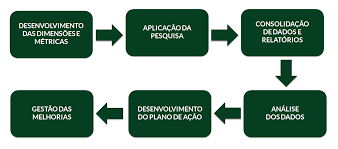 DESENVOLVIMENTO
DAS DIMENSÕES E
MÉTRICAS
APLICAÇÃO DA
PESQUISA
CONSOLIDAÇÃO
DE DADOS E
RELATÓRIOS
ANÁLISE
DOS DADOS
DESENVOLVIMENTO
DO PLANO DE AÇÃO
GESTÃO DAS
MELHORIAS